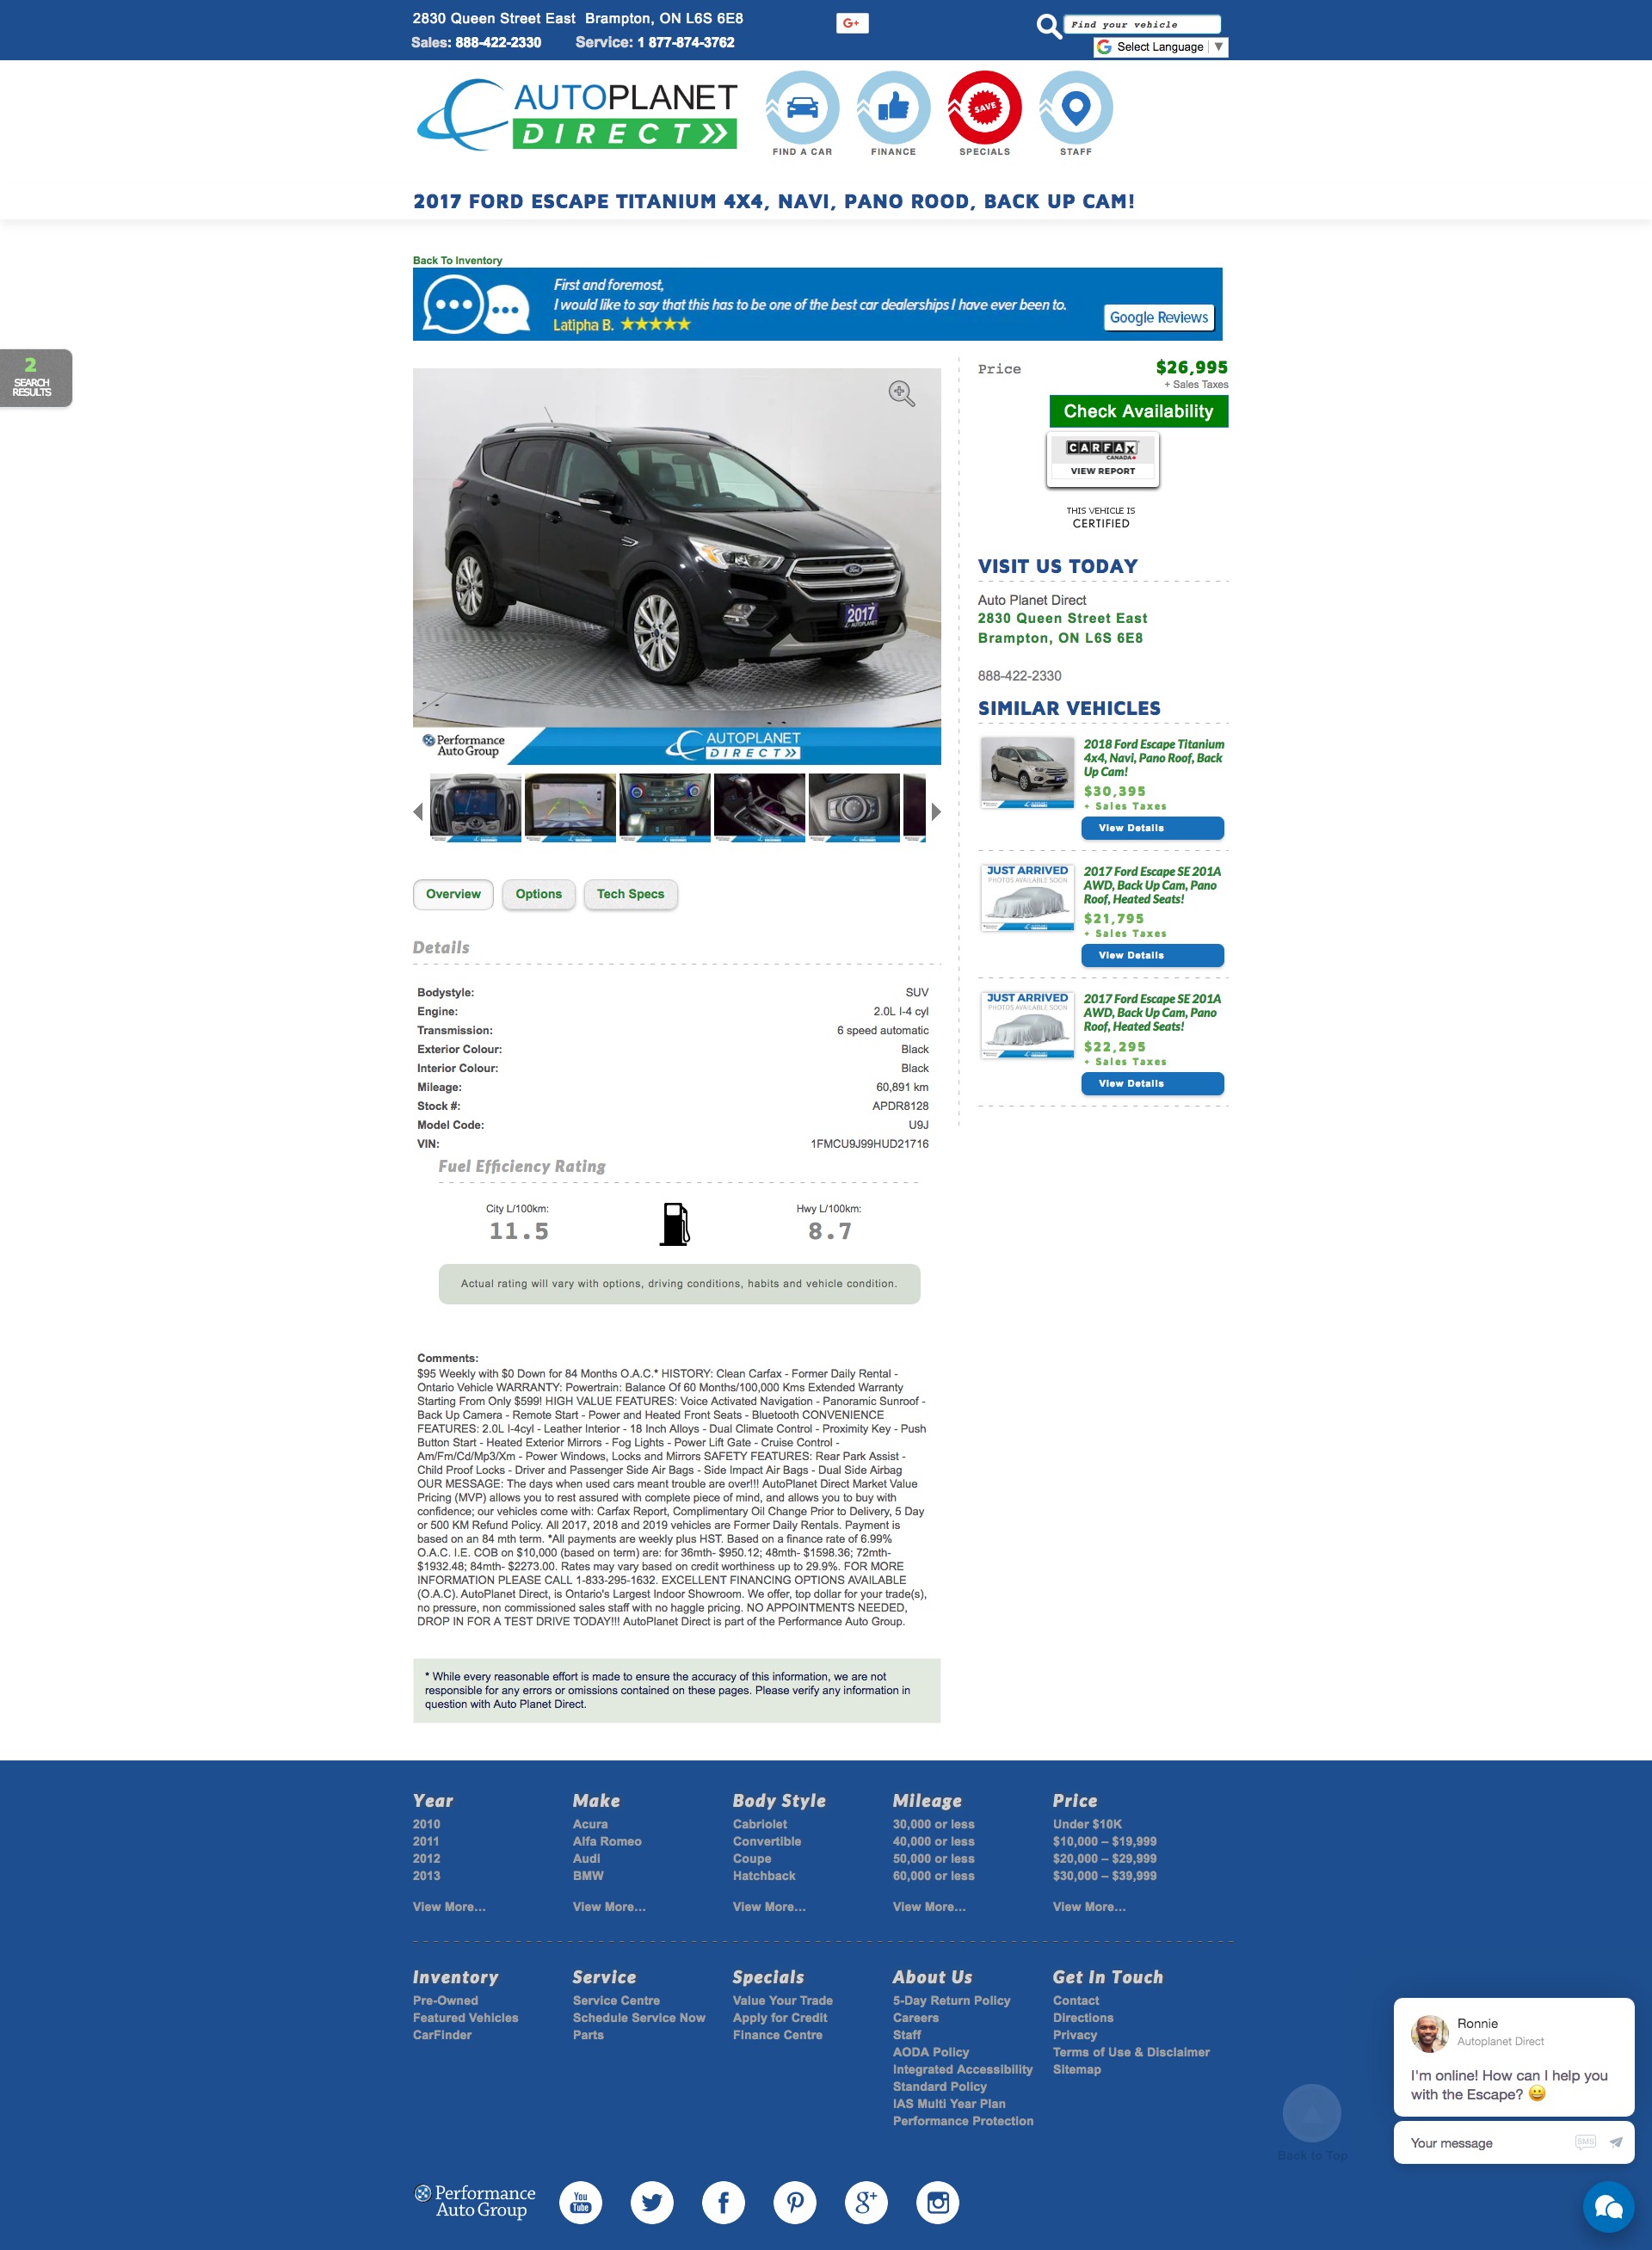 2830 Queen Street East Brampton, ON L6S 6E8
Sales: 888-422-2330 Service: 1 877-874-3762
G+
Find your vehicle
Select Language ▼
AUTOPLANET
DIRECT
SAVE
FIND A CAR
FINANCE
SPECIALS
STAFF
2017 FORD ESCAPE TITANIUM 4X4, NAVI, PANO ROOD, BACK UP CAM!
Back To Inventory
First and foremost,
I would like to say that this has to be one of the best car dealerships I have ever been to.
Latipha B. ★★★★★
Google Reviews
2
SEARCH
RESULTS
Price
$26,995
+ Sales Taxes
Check Availability
CARFAX
CANADA
VIEW REPORT
THIS VEHICLE IS
CERTIFIED
Ford
2017
AUTOPLANET
Performance
Auto Group
AUTOPLANET
DIRECT
VISIT US TODAY
Auto Planet Direct
2830 Queen Street East
Brampton, ON L6S 6E8
888-422-2330
SIMILAR VEHICLES
2018 Ford Escape Titanium
4x4, Navi, Pano Roof, Back
Up Cam!
$30,395
+ Sales Taxes
View Details
JUST ARRIVED
PHOTOS AVAILABLE SOON
2017 Ford Escape SE 201A
AWD, Back Up Cam, Pano
Roof, Heated Seats!
$21,795
+ Sales Taxes
View Details
JUST ARRIVED
PHOTOS AVAILABLE SOON
2017 Ford Escape SE 201A
AWD, Back Up Cam, Pano
Roof, Heated Seats!
$22,295
+ Sales Taxes
View Details
Overview
Options
Tech Specs
Details
Bodystyle: SUV
Engine: 2.0L I-4 cyl
Transmission: 6 speed automatic
Exterior Colour: Black
Interior Colour: Black
Mileage: 60,891 km
Stock #: APDR8128
Model Code: U9J
VIN: 1FMCU9J99HUD21716
Fuel Efficiency Rating
City L/100km:
11.5
Hwy L/100km:
8.7
Actual rating will vary with options, driving conditions, habits and vehicle condition.
Comments:
$95 Weekly with $0 Down for 84 Months O.A.C.* HISTORY: Clean Carfax - Former Daily Rental -
Ontario Vehicle WARRANTY: Powertrain: Balance Of 60 Months/100,000 Kms Extended Warranty
Starting From Only $599! HIGH VALUE FEATURES: Voice Activated Navigation - Panoramic Sunroof -
Back Up Camera - Remote Start - Power and Heated Front Seats - Bluetooth CONVENIENCE
FEATURES: 2.0L I-4cyl - Leather Interior - 18 Inch Alloys - Dual Climate Control - Proximity Key - Push
Button Start - Heated Exterior Mirrors - Fog Lights - Power Lift Gate - Cruise Control -
Am/Fm/Cd/Mp3/Xm - Power Windows, Locks and Mirrors SAFETY FEATURES: Rear Park Assist -
Child Proof Locks - Driver and Passenger Side Air Bags - Side Impact Air Bags - Dual Side Airbag
OUR MESSAGE: The days when used cars meant trouble are over!!! AutoPlanet Direct Market Value
Pricing (MVP) allows you to rest assured with complete piece of mind, and allows you to buy with
confidence; our vehicles come with: Carfax Report, Complimentary Oil Change Prior to Delivery, 5 Day
or 500 KM Refund Policy. All 2017, 2018 and 2019 vehicles are Former Daily Rentals. Payment is
based on an 84 mth term. *All payments are weekly plus HST. Based on a finance rate of 6.99%
O.A.C. I.E. COB on $10,000 (based on term) are: for 36mth- $950.12; 48mth- $1598.36; 72mth-
$1932.48; 84mth- $2273.00. Rates may vary based on credit worthiness up to 29.9%. FOR MORE
INFORMATION PLEASE CALL 1-833-295-1632. EXCELLENT FINANCING OPTIONS AVAILABLE
(O.A.C). AutoPlanet Direct, is Ontario's Largest Indoor Showroom. We offer, top dollar for your trade(s),
no pressure, non commissioned sales staff with no haggle pricing. NO APPOINTMENTS NEEDED,
DROP IN FOR A TEST DRIVE TODAY!!! AutoPlanet Direct is part of the Performance Auto Group.
* While every reasonable effort is made to ensure the accuracy of this information, we are not
responsible for any errors or omissions contained on these pages. Please verify any information in
question with Auto Planet Direct.
Year
2010
2011
2012
2013
View More...
Make
Acura
Alfa Romeo
Audi
BMW
View More...
Body Style
Cabriolet
Convertible
Coupe
Hatchback
View More...
Mileage
30,000 or less
40,000 or less
50,000 or less
60,000 or less
View More...
Price
Under $10K
$10,000 – $19,999
$20,000 – $29,999
$30,000 – $39,999
View More...
Inventory
Pre-Owned
Featured Vehicles
CarFinder
Service
Service Centre
Schedule Service Now
Parts
Specials
Value Your Trade
Apply for Credit
Finance Centre
About Us
5-Day Return Policy
Careers
Staff
AODA Policy
Integrated Accessibility
Standard Policy
IAS Multi Year Plan
Performance Protection
Get In Touch
Contact
Directions
Privacy
Terms of Use & Disclaimer
Sitemap
Back to Top
Ronnie
Autoplanet Direct
I'm online! How can I help you
with the Escape? 😀
Your message
SMS
Performance
Auto Group
You
Tube
g+